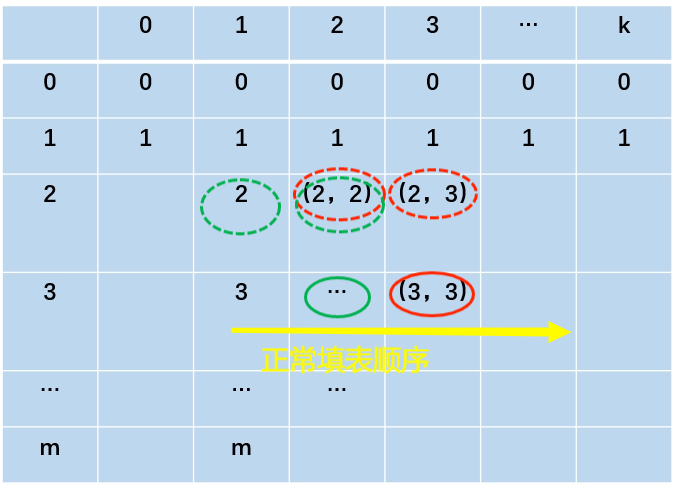 0 1 2 3 … k
0 0 0 0 0 0 0
1 1 1 1 1 1 1
2 2 (2，2) (2，3)
3 3 … (3，3)
正常填表顺序
… … …
m m